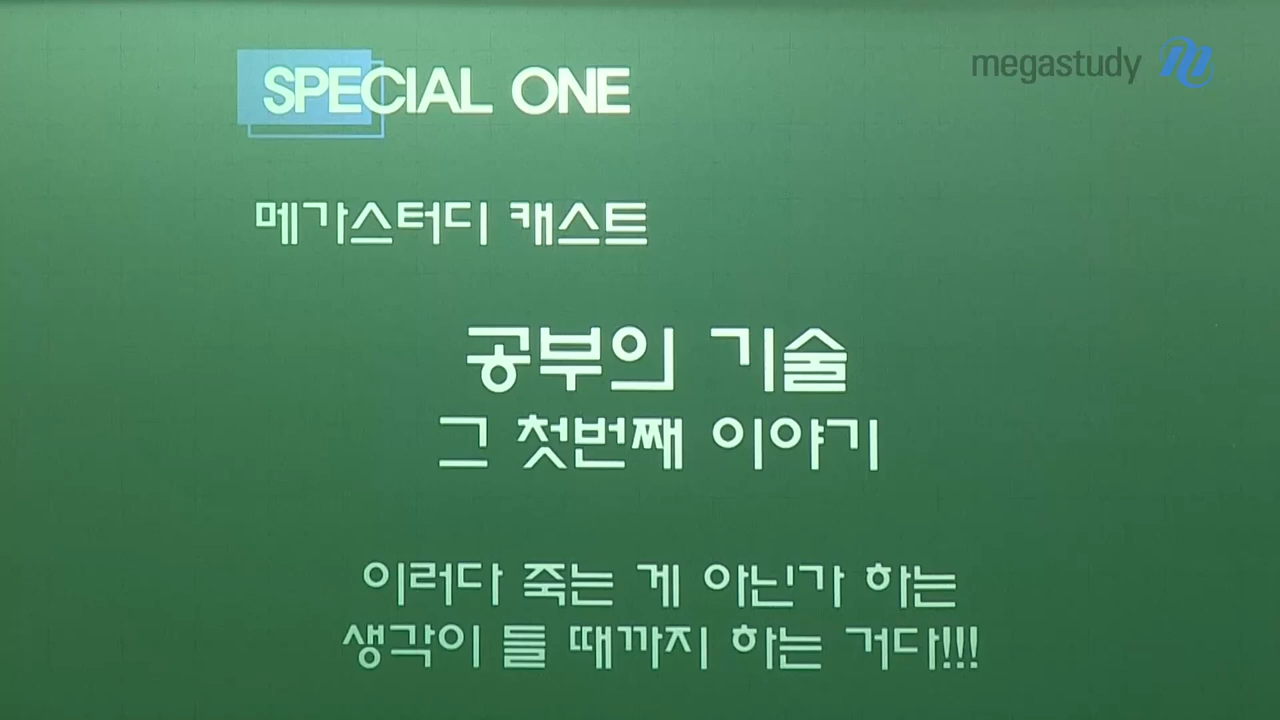 SPECIAL ONE
megastudy
메가스터디 캐스트
공부의 기술
그 첫번째 이야기
이러다 죽는 게 아닌가 하는
생각이 들 때까지 하는 거다!!!